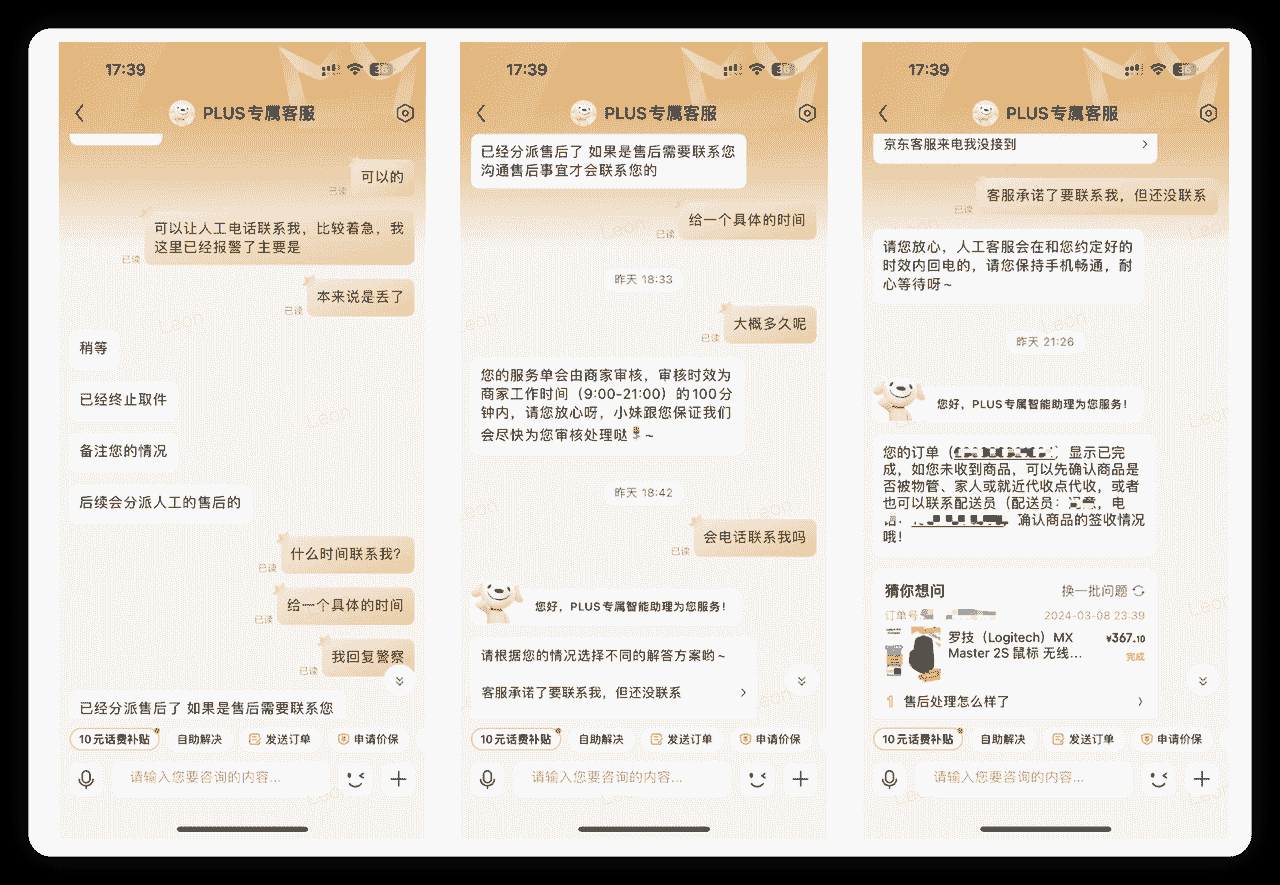 17:39
36
PLUS专属客服
可以的
已读
可以让人工电话联系我，比较着急，我
这里已经报警了主要是
已读
本来说是丢了
已读
稍等
已经终止取件
备注您的情况
后续会分派人工的售后的
什么时间联系我？
已读
给一个具体的时间
已读
我回复警察
已读
已经分派售后了 如果是售后需要联系您
10元话费补贴
自助解决
发送订单
申请价保
请输入您要咨询的内容...
Leon
17:39
36
PLUS专属客服
已经分派售后了 如果是售后需要联系您
沟通售后事宜才会联系您的
给一个具体的时间
已读
昨天 18:33
大概多久呢
已读
您的服务单会由商家审核，审核时效为
商家工作时间（9:00-21:00）的100分
钟内，请您放心呀，小妹跟您保证我们
会尽快为您审核处理哒～
昨天 18:42
会电话联系我吗
已读
您好，PLUS专属智能助理为您服务！
请根据您的情况选择不同的解答方案哟～
客服承诺了要联系我，但还没联系
10元话费补贴
自助解决
发送订单
申请价保
请输入您要咨询的内容...
Leon
17:39
36
PLUS专属客服
京东客服来电我没接到
客服承诺了要联系我，但还没联系
已读
请您放心，人工客服会在和您约定好的
时效内回电的，请您保持手机畅通，耐
心等待呀～
昨天 21:26
您好，PLUS专属智能助理为您服务！
您的订单（ ）显示已完
成，如您未收到商品，可以先确认商品是
否被物管、家人或就近代收点代收，或者
也可以联系配送员（配送员： ，电
话： 确认商品的签收情况
哦！
猜你想问
换一批问题
订单号
2024-03-08 23:39
罗技（Logitech）MX
Master 2S 鼠标 无线...
¥367.10
完成
1 售后处理怎么样了
10元话费补贴
自助解决
发送订单
申请价保
请输入您要咨询的内容...
Leon